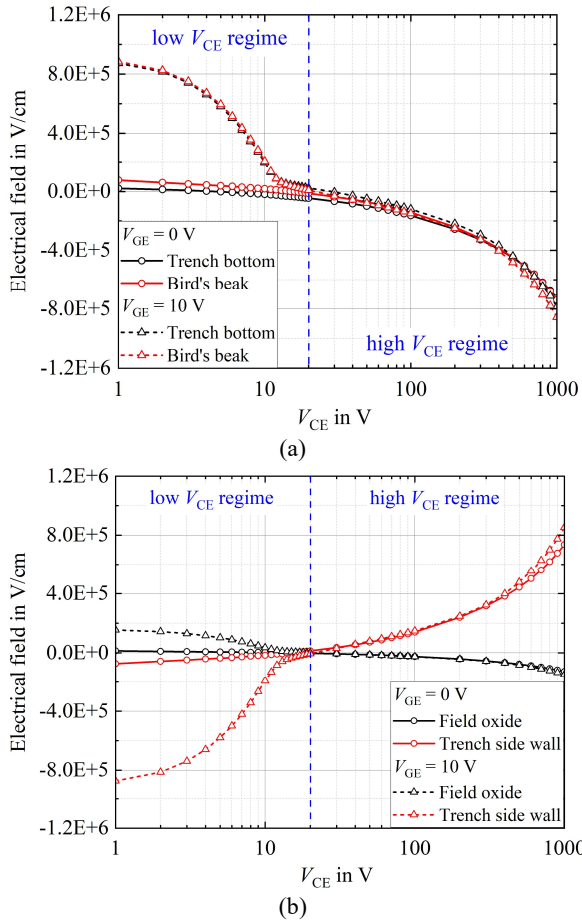 (a)
low VCE regime
1.2E+6
8.0E+5
4.0E+5
0.0E+0
-4.0E+5
-8.0E+5
-1.2E+6
Electrical field in V/cm
VGE = 0 V
Trench bottom
Bird's beak
VGE = 10 V
Trench bottom
Bird's beak
high VCE regime
1 10 100 1000
VCE in V
(a)
1.2E+6
8.0E+5
4.0E+5
0.0E+0
-4.0E+5
-8.0E+5
-1.2E+6
Electrical field in V/cm
low VCE regime high VCE regime
VGE = 0 V
Field oxide
Trench side wall
VGE = 10 V
Field oxide
Trench side wall
1 10 100 1000
VCE in V
(b)